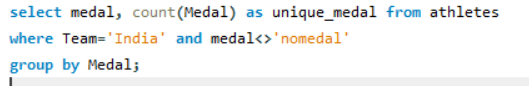 select medal, count(Medal) as unique_medal from athletes
where Team='India' and medal<>'nomedal'
group by Medal;